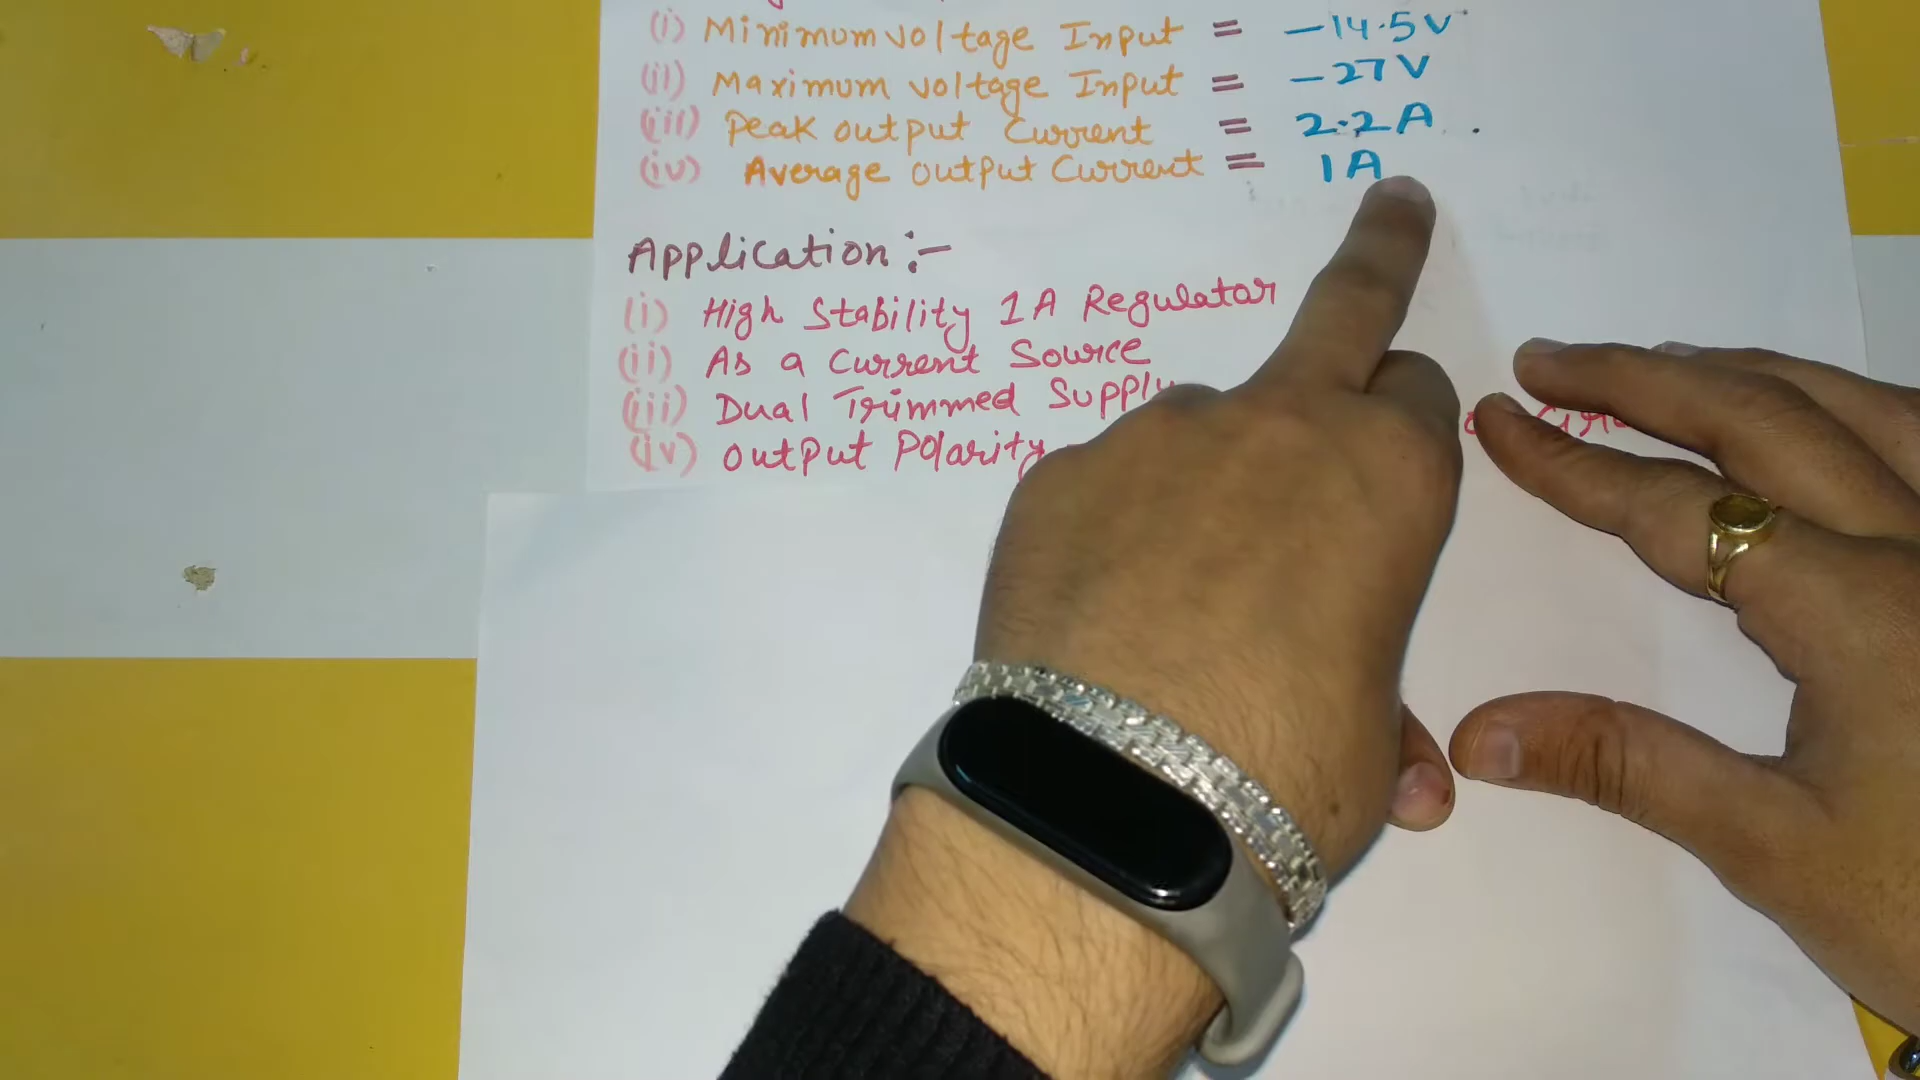 (i) Minimum voltage Input = -14.5V
(ii) Maximum voltage Input = -27V
(iii) Peak output Current = 2.2A
(iv) Average output Current = 1A
Application :-
(i) High Stability 1A Regulator
(ii) As a Current Source
(iii) Dual Trimmed Supply
(iv) Output Polarity